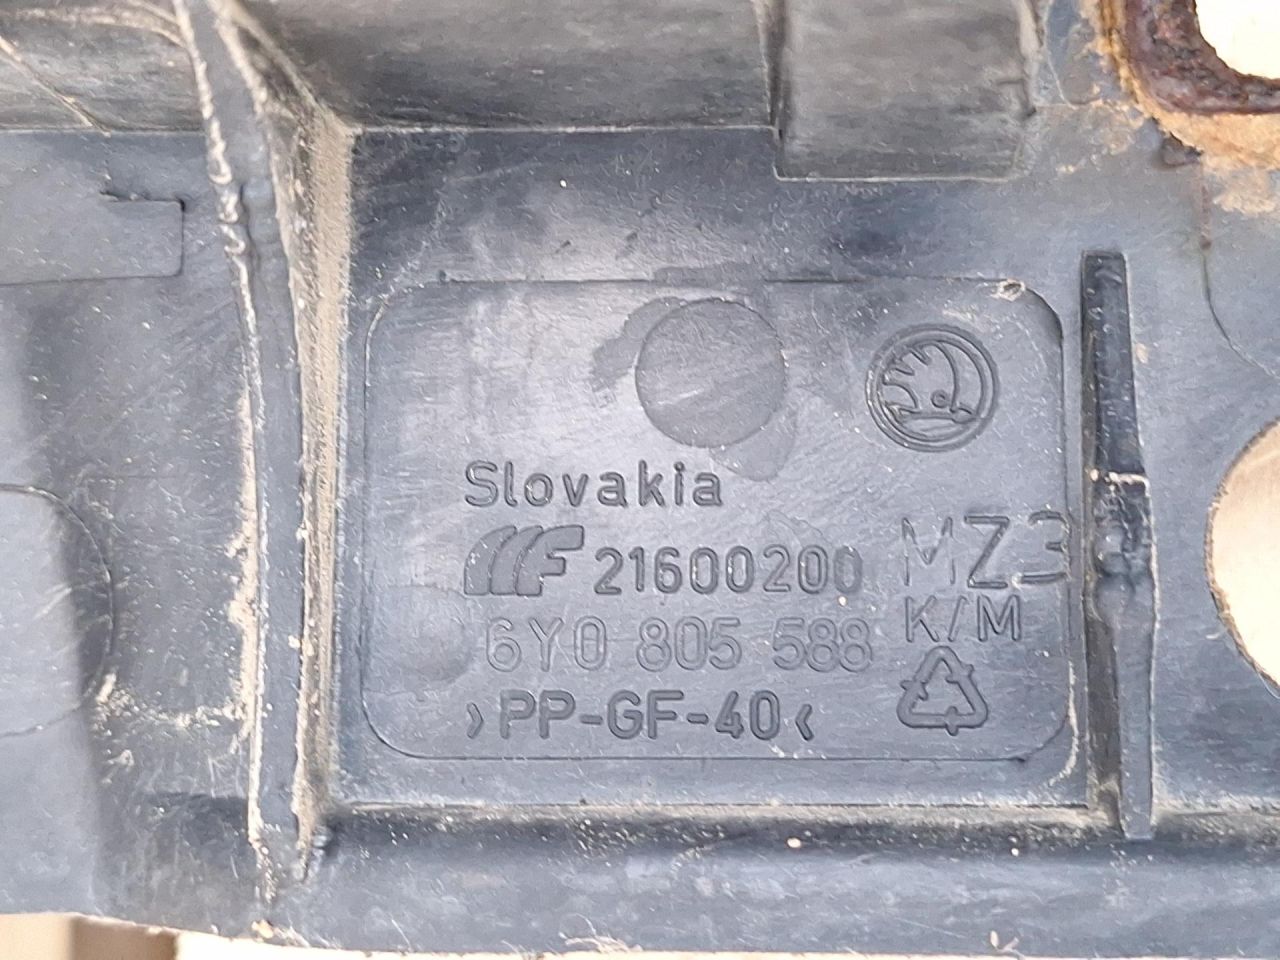 Slovakia
21600200
MZ3
6Y0 805 588
K/M
>PP-GF-40<